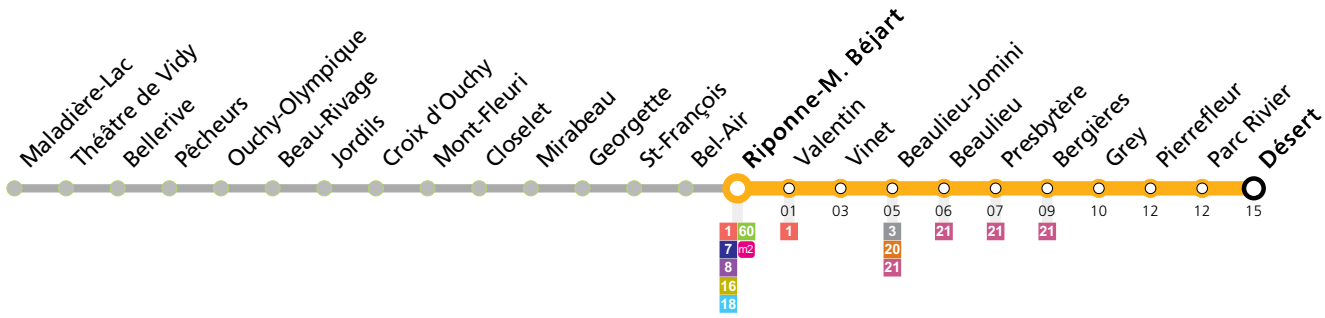 Maladière-Lac
Théâtre de Vidy
Bellerive
Pêcheurs
Ouchy-Olympique
Beau-Rivage
Jordils
Croix d'Ouchy
Mont-Fleuri
Closelet
Mirabeau
Georgette
St-François
Bel-Air
Riponne-M. Béjart
Valentin
Vinet
Beaulieu-Jomini
Beaulieu
Presbytère
Bergières
Grey
Pierrefleur
Parc Rivier
Désert
01 03 05 06 07 09 10 12 12 15
1 60 1 3 21 21 21
7 m2 20
8 21
16
18